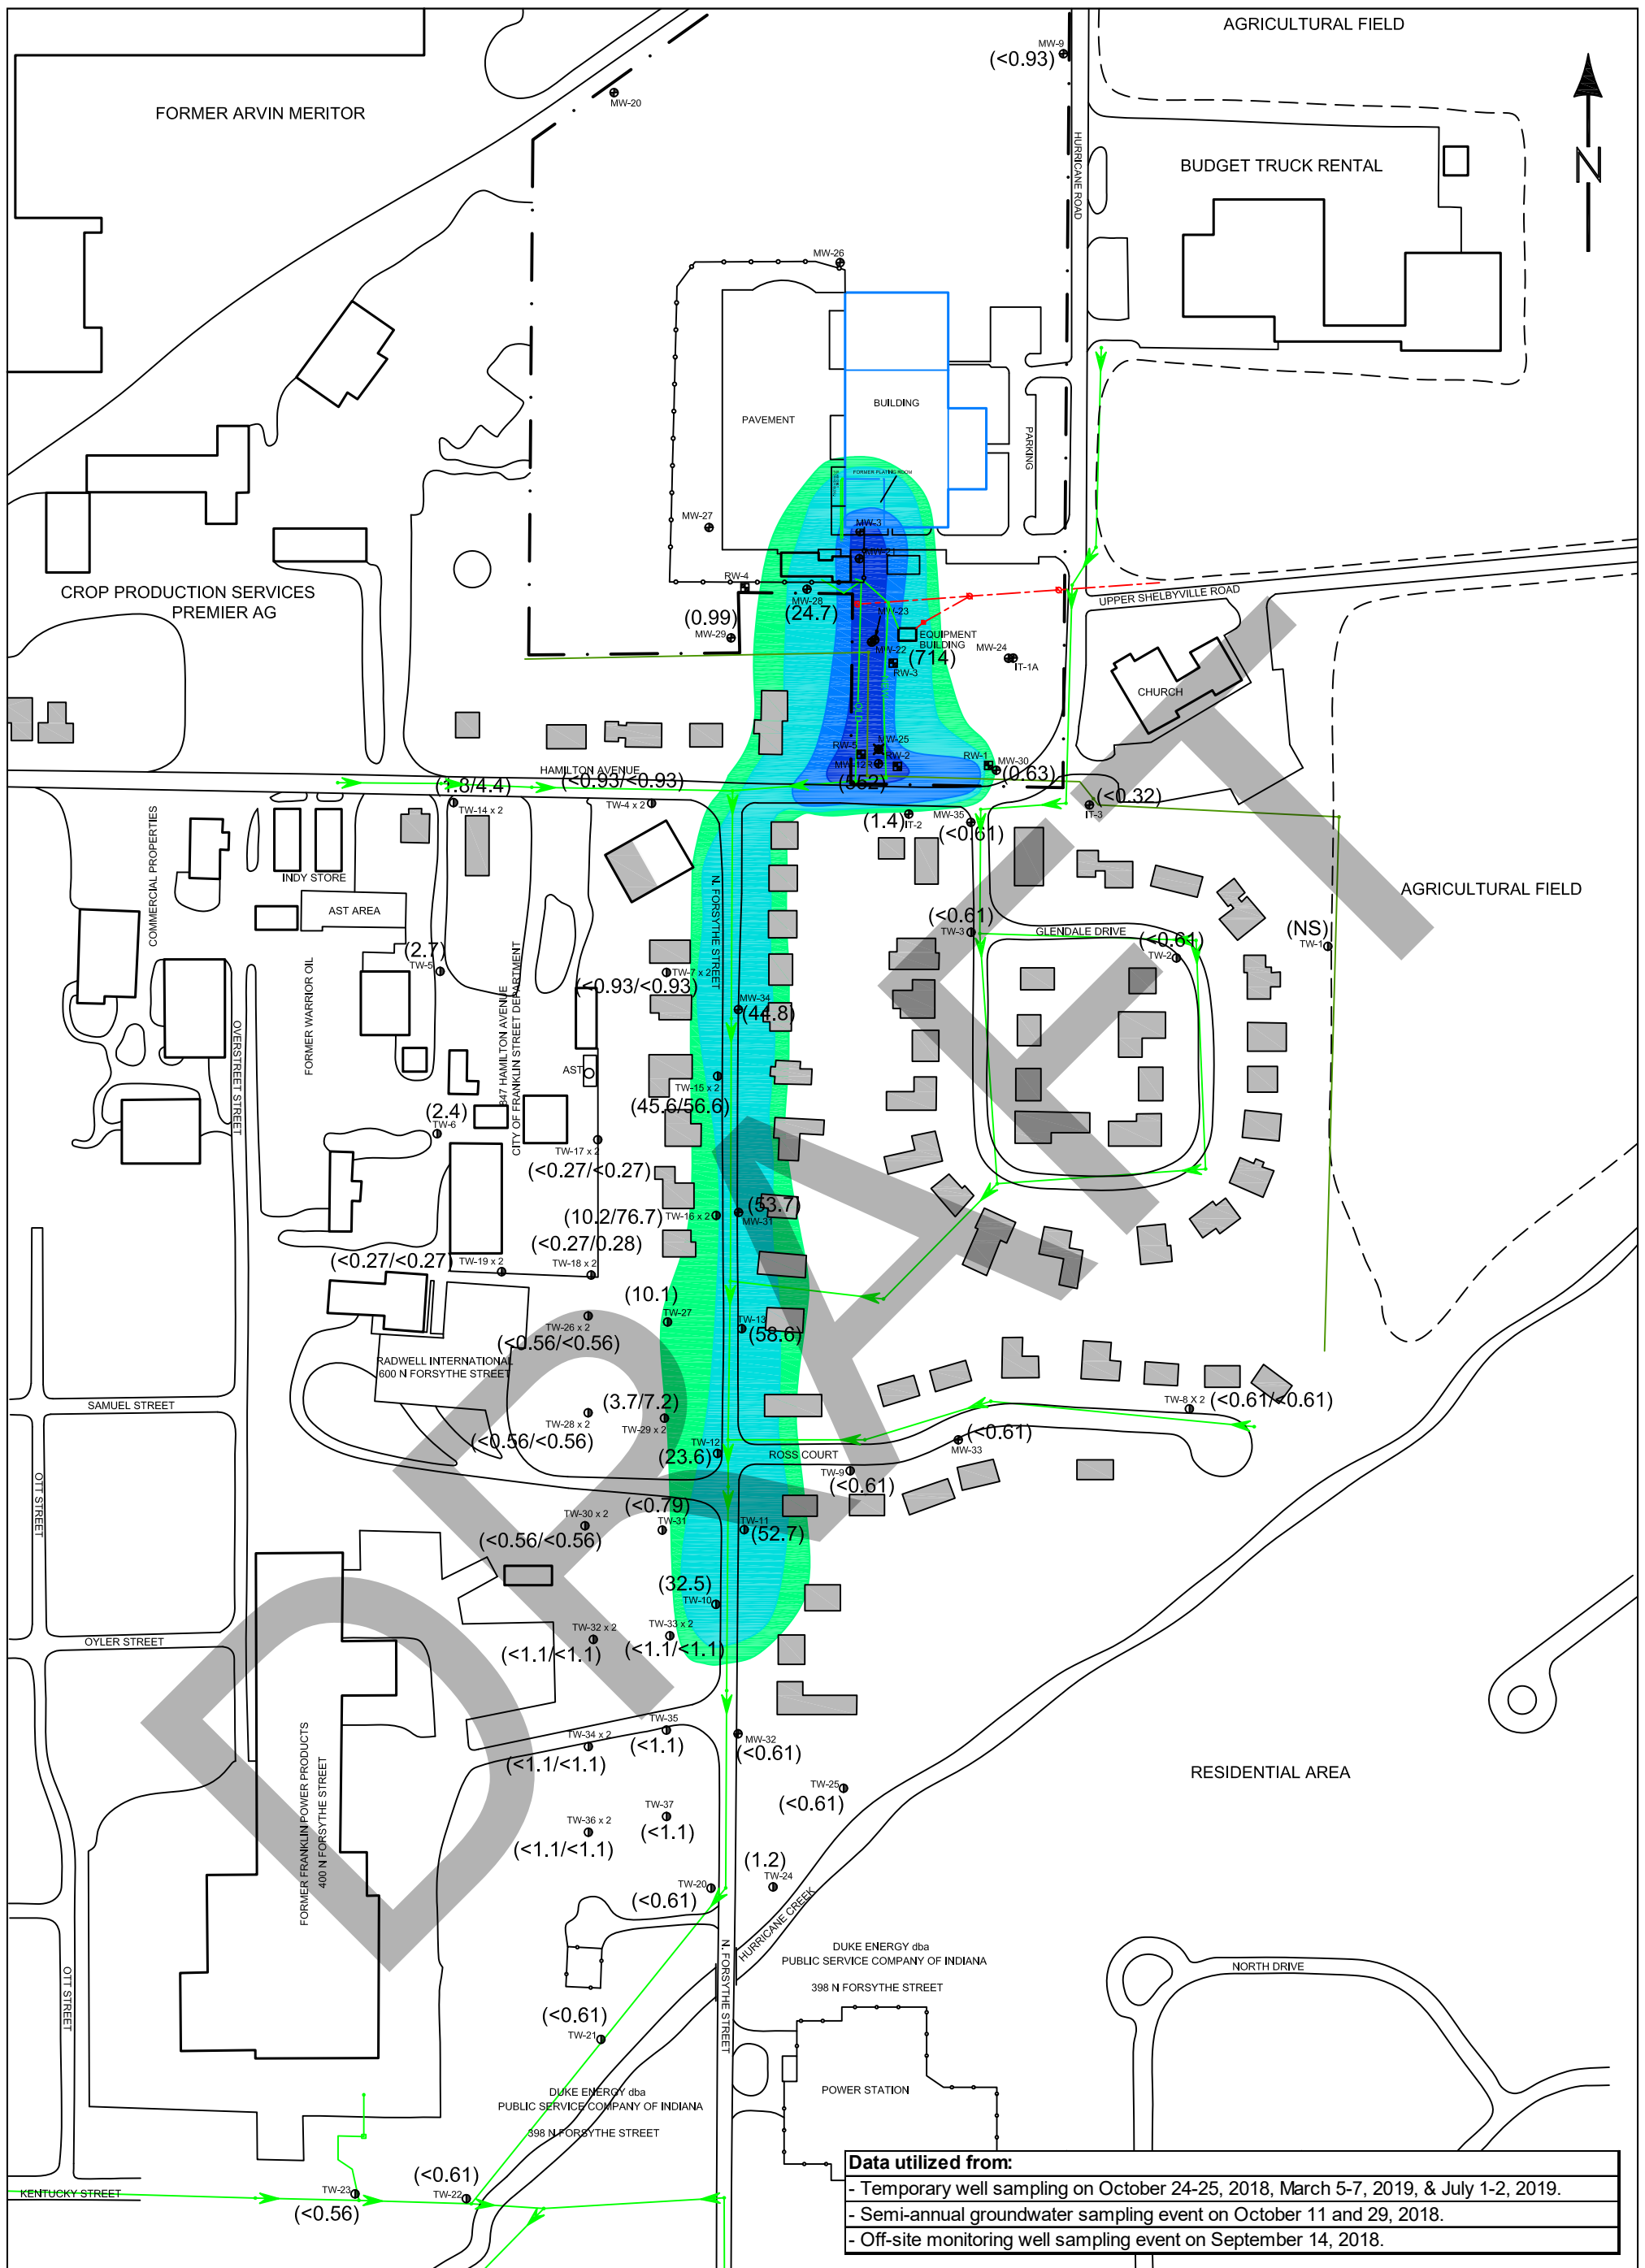 AGRICULTURAL FIELD
MW-9
(<0.93)
MW-20
FORMER ARVIN MERITOR
N
HURRICANE ROAD
BUDGET TRUCK RENTAL
MW-26
BUILDING
PAVEMENT
PARKING
FORMER PLATING ROOM
MW-27
MW-3
MW-21
CROP PRODUCTION SERVICES
PREMIER AG
RW-4
MW-28
(24.7)
(0.99)
MW-29
UPPER SHELBYVILLE ROAD
MW-23
EQUIPMENT
BUILDING
MW-22
(714)
RW-3
MW-24
IT-1A
CHURCH
OLD
MW-25
RW-5
RW-2
MW-12
(552)
RW-1
MW-30
(0.63)
HAMILTON AVENUE
(1.8/4.4)
TW-14 x 2
(<0.93/<0.93)
TW-4 x 2
(1.4)
IT-2
MW-35
(<0.61)
(<0.32)
IT-3
COMMERCIAL PROPERTIES
INDY STORE
AST AREA
N. FORSYTHE STREET
AGRICULTURAL FIELD
(<0.61)
TW-3
GLENDALE DRIVE
(<0.61)
TW-2
(NS)
TW-1
(2.7)
TW-5
TW-7 x 2
(<0.93/<0.93)
MW-34
(44.8)
FORMER WARRIOR OIL
OVERSTREET STREET
847 HAMILTON AVENUE
CITY OF FRANKLIN STREET DEPARTMENT
AST
TW-15 x 2
(45.6/56.6)
(2.4)
TW-6
TW-17 x 2
(<0.27/<0.27)
(10.2/76.7)
TW-16 x 2
(53.7)
MW-31
(<0.27/0.28)
TW-18 x 2
(<0.27/<0.27)
TW-19 x 2
(10.1)
TW-27
TW-26 x 2
(<0.56/<0.56)
TW-13
(58.6)
RADWELL INTERNATIONAL
600 N FORSYTHE STREET
SAMUEL STREET
(3.7/7.2)
TW-29 x 2
TW-28 x 2
(<0.56/<0.56)
TW-12
(23.6)
ROSS COURT
MW-33
(<0.61)
TW-8 X 2
(<0.61/<0.61)
TW-9
(<0.61)
OTT STREET
(<0.79)
TW-31
TW-30 x 2
(<0.56/<0.56)
TW-11
(52.7)
(32.5)
TW-10
OYLER STREET
TW-32 x 2
(<1.1/<1.1)
TW-33 x 2
(<1.1/<1.1)
FORMER FRANKLIN POWER PRODUCTS
400 N FORSYTHE STREET
TW-35
(<1.1)
TW-34 x 2
(<1.1/<1.1)
MW-32
(<0.61)
RESIDENTIAL AREA
TW-25
(<0.61)
TW-37
(<1.1)
TW-36 x 2
(<1.1/<1.1)
(1.2)
TW-24
TW-20
(<0.61)
HURRICANE CREEK
N. FORSYTHE STREET
DUKE ENERGY dba
PUBLIC SERVICE COMPANY OF INDIANA
398 N FORSYTHE STREET
NORTH DRIVE
OTT STREET
(<0.61)
TW-21
POWER STATION
DUKE ENERGY dba
PUBLIC SERVICE COMPANY OF INDIANA
398 N FORSYTHE STREET
KENTUCKY STREET
TW-23
(<0.56)
(<0.61)
TW-22
Data utilized from:
- Temporary well sampling on October 24-25, 2018, March 5-7, 2019, & July 1-2, 2019.
- Semi-annual groundwater sampling event on October 11 and 29, 2018.
- Off-site monitoring well sampling event on September 14, 2018.
DRAFT